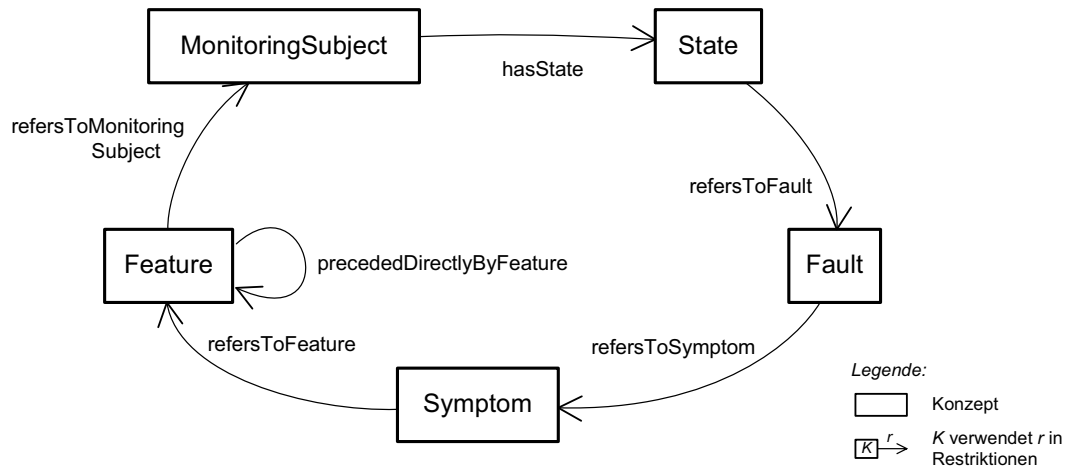 MonitoringSubject
State
hasState
refersToMonitoring
Subject
refersToFault
Feature
precededDirectlyByFeature
Fault
refersToFeature
refersToSymptom
Symptom
Legende:
Konzept
K r K verwendet r in
Restriktionen